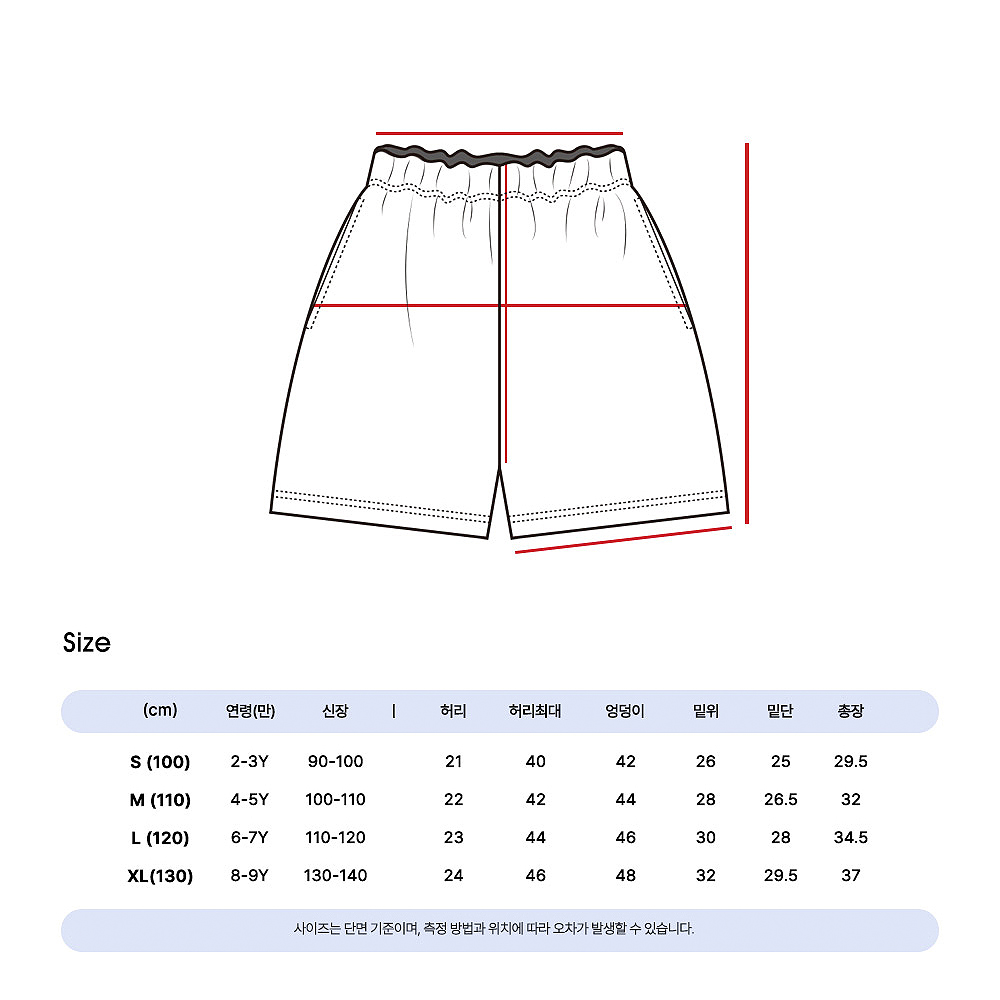 Size
(cm) 연령(만) 신장 | 허리 허리최대 엉덩이 밑위 밑단 총장
S (100) 2-3Y 90-100 21 40 42 26 25 29.5
M (110) 4-5Y 100-110 22 42 44 28 26.5 32
L (120) 6-7Y 110-120 23 44 46 30 28 34.5
XL(130) 8-9Y 130-140 24 46 48 32 29.5 37
사이즈는 단면 기준이며, 측정 방법과 위치에 따라 오차가 발생할 수 있습니다.